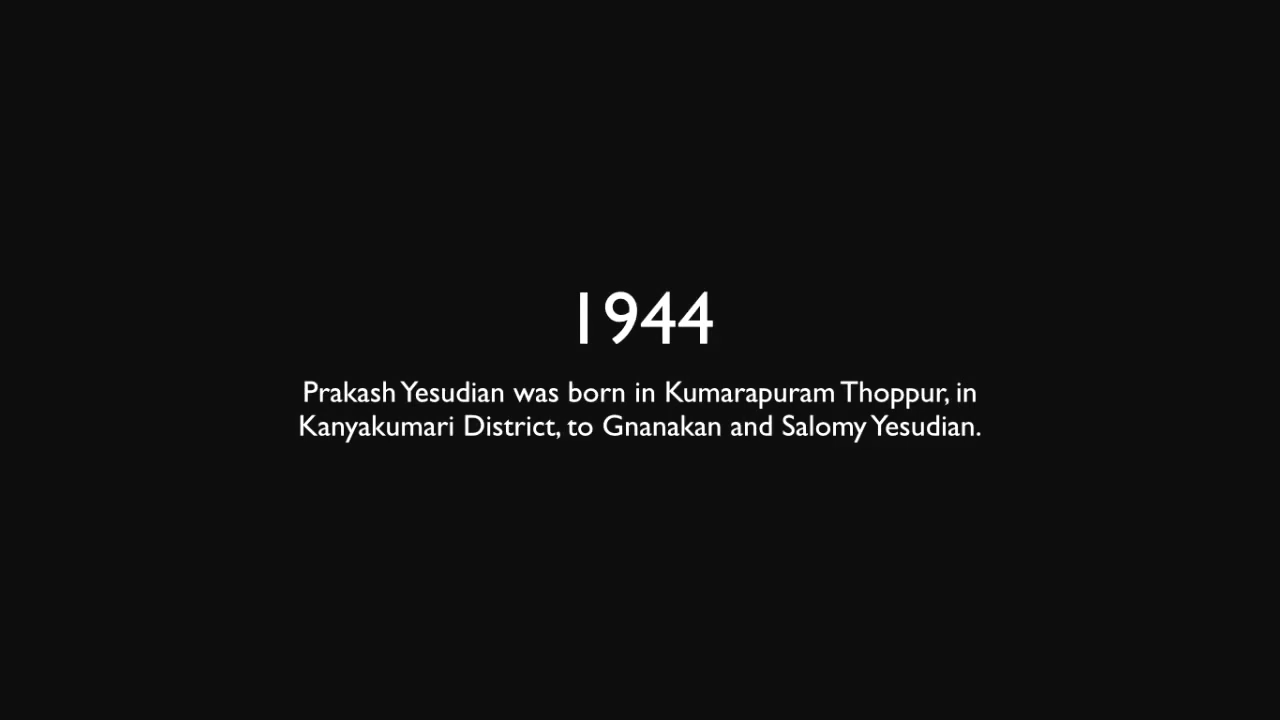 1944
Prakash Yesudian was born in Kumarapuram Thoppur, in
Kanyakumari District, to Gnanakan and Salomy Yesudian.